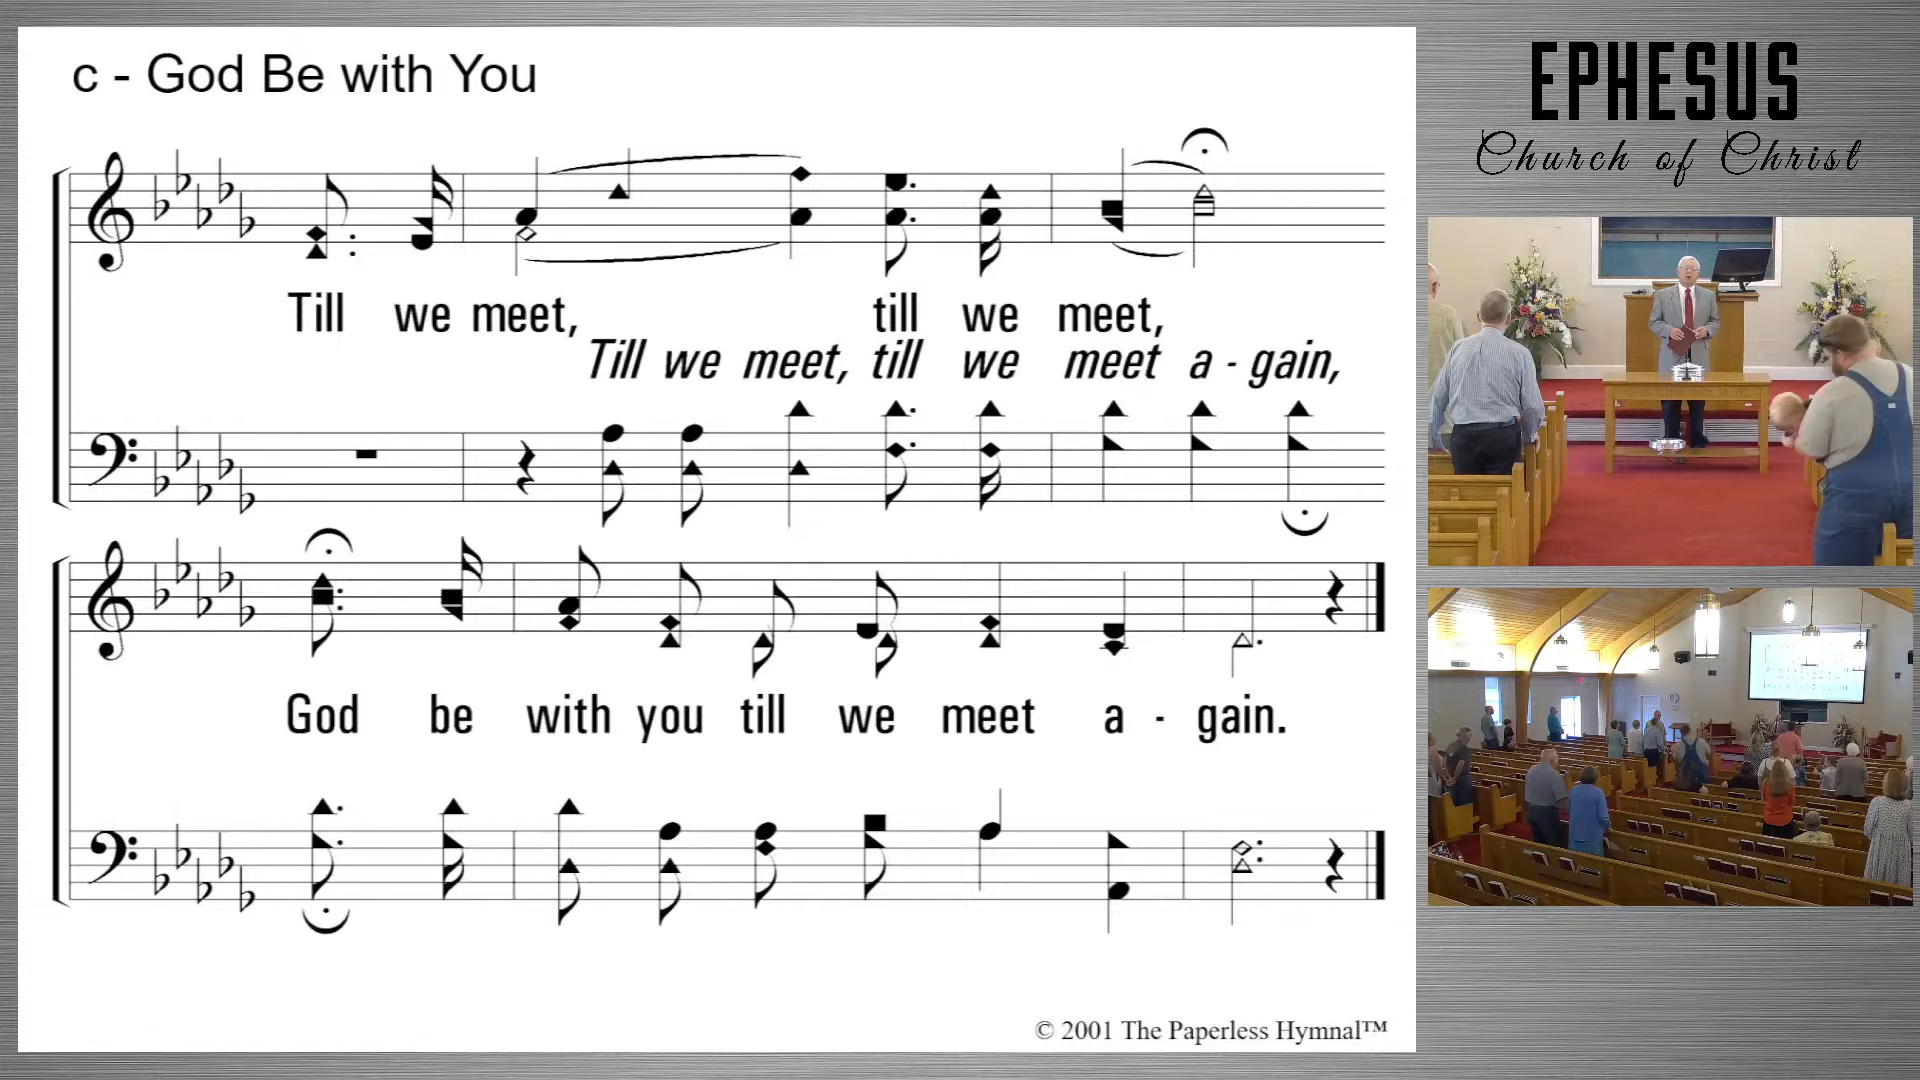 c - God Be with You
Till we meet, till we meet,
Till we meet, till we meet a - gain,
God be with you till we meet a - gain.
© 2001 The Paperless Hymnal™
EPHESUS
Church of Christ